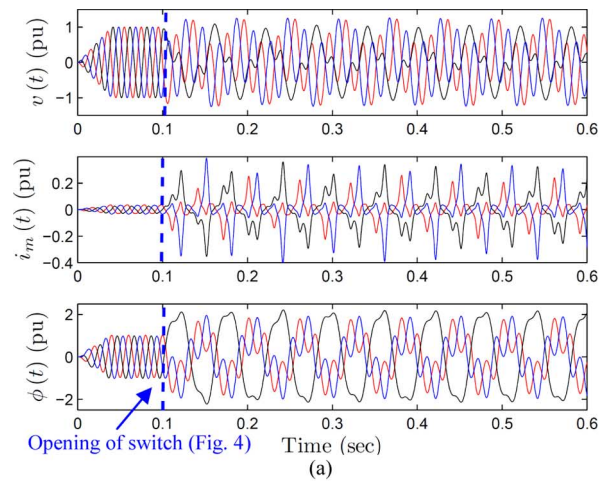 v (t) (pu)
1
0
−1
0 0.1 0.2 0.3 0.4 0.5 0.6
i_m (t) (pu)
0.2
0
−0.2
−0.4
0 0.1 0.2 0.3 0.4 0.5 0.6
ϕ (t) (pu)
2
0
−2
0 0.1 0.2 0.3 0.4 0.5 0.6
Opening of switch (Fig. 4) Time (sec)
(a)